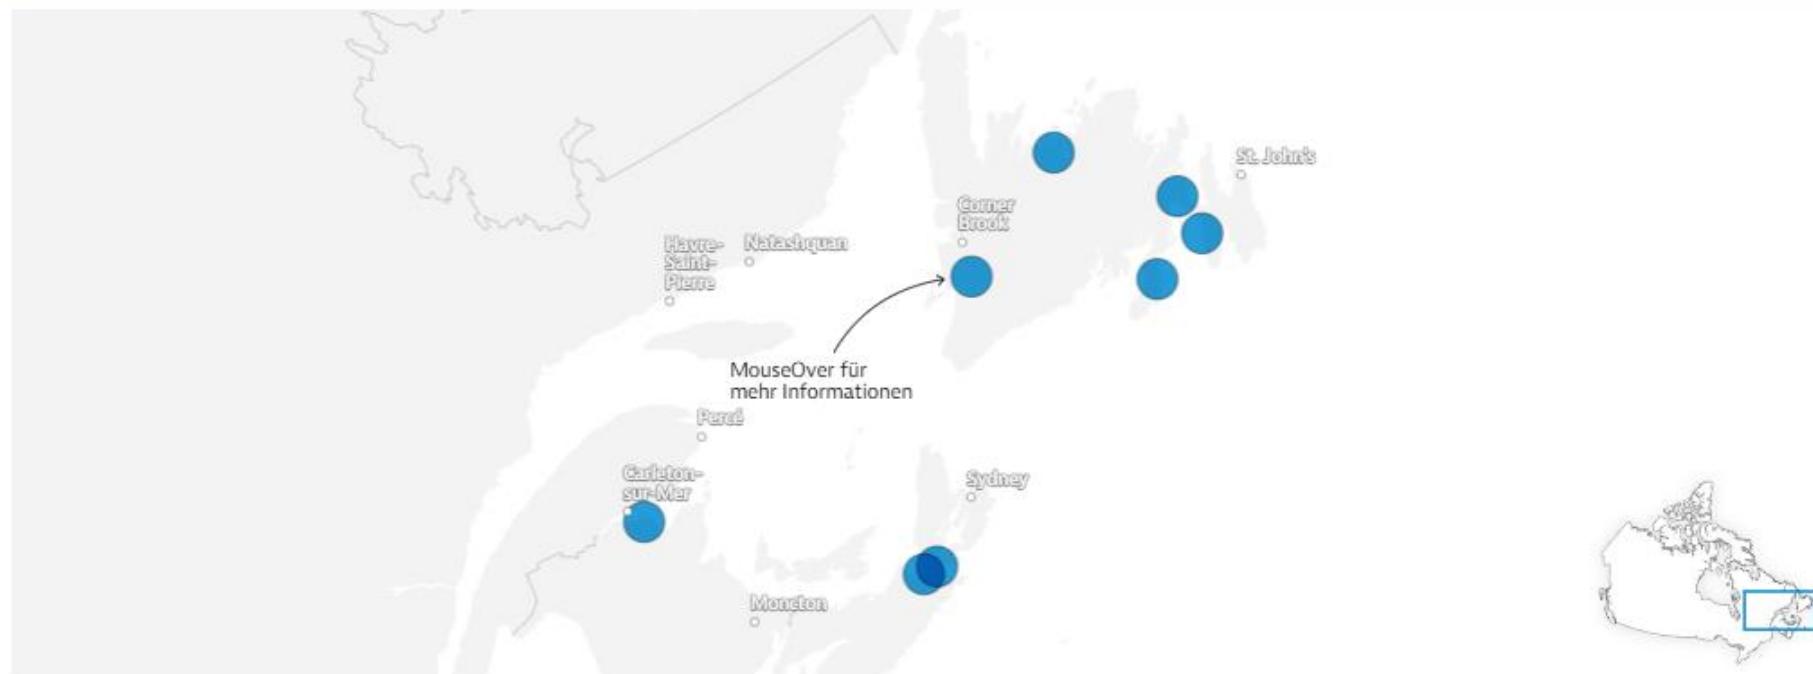 St. John's
Corner
Brook
Havre-
Saint-
Pierre
Natashquan
MouseOver für
mehr Informationen
Percé
Carleton-
sur-Mer
Sydney
Moncton